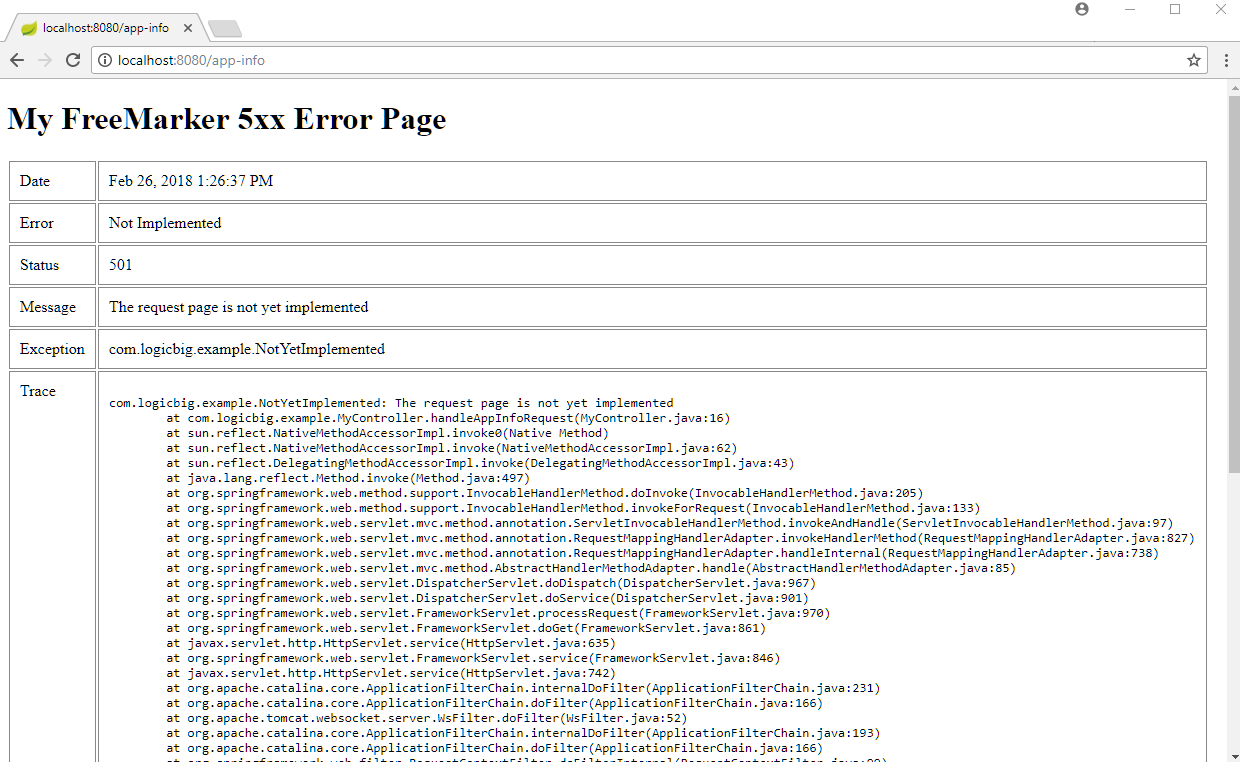 localhost:8080/app-info
localhost:8080/app-info
My FreeMarker 5xx Error Page
Date Feb 26, 2018 1:26:37 PM
Error Not Implemented
Status 501
Message The request page is not yet implemented
Exception com.logicbig.example.NotYetImplemented
Trace
com.logicbig.example.NotYetImplemented: The request page is not yet implemented
at com.logicbig.example.MyController.handleAppInfoRequest(MyController.java:16)
at sun.reflect.NativeMethodAccessorImpl.invoke0(Native Method)
at sun.reflect.NativeMethodAccessorImpl.invoke(NativeMethodAccessorImpl.java:62)
at sun.reflect.DelegatingMethodAccessorImpl.invoke(DelegatingMethodAccessorImpl.java:43)
at java.lang.reflect.Method.invoke(Method.java:497)
at org.springframework.web.method.support.InvocableHandlerMethod.doInvoke(InvocableHandlerMethod.java:205)
at org.springframework.web.method.support.InvocableHandlerMethod.invokeForRequest(InvocableHandlerMethod.java:133)
at org.springframework.web.servlet.mvc.method.annotation.ServletInvocableHandlerMethod.invokeAndHandle(ServletInvocableHandlerMethod.java:97)
at org.springframework.web.servlet.mvc.method.annotation.RequestMappingHandlerAdapter.invokeHandlerMethod(RequestMappingHandlerAdapter.java:827)
at org.springframework.web.servlet.mvc.method.annotation.RequestMappingHandlerAdapter.handleInternal(RequestMappingHandlerAdapter.java:738)
at org.springframework.web.servlet.mvc.method.AbstractHandlerMethodAdapter.handle(AbstractHandlerMethodAdapter.java:85)
at org.springframework.web.servlet.DispatcherServlet.doDispatch(DispatcherServlet.java:967)
at org.springframework.web.servlet.DispatcherServlet.doService(DispatcherServlet.java:901)
at org.springframework.web.servlet.FrameworkServlet.processRequest(FrameworkServlet.java:970)
at org.springframework.web.servlet.FrameworkServlet.doGet(FrameworkServlet.java:861)
at javax.servlet.http.HttpServlet.service(HttpServlet.java:635)
at org.springframework.web.servlet.FrameworkServlet.service(FrameworkServlet.java:846)
at javax.servlet.http.HttpServlet.service(HttpServlet.java:742)
at org.apache.catalina.core.ApplicationFilterChain.internalDoFilter(ApplicationFilterChain.java:231)
at org.apache.catalina.core.ApplicationFilterChain.doFilter(ApplicationFilterChain.java:166)
at org.apache.tomcat.websocket.server.WsFilter.doFilter(WsFilter.java:52)
at org.apache.catalina.core.ApplicationFilterChain.internalDoFilter(ApplicationFilterChain.java:193)
at org.apache.catalina.core.ApplicationFilterChain.doFilter(ApplicationFilterChain.java:166)